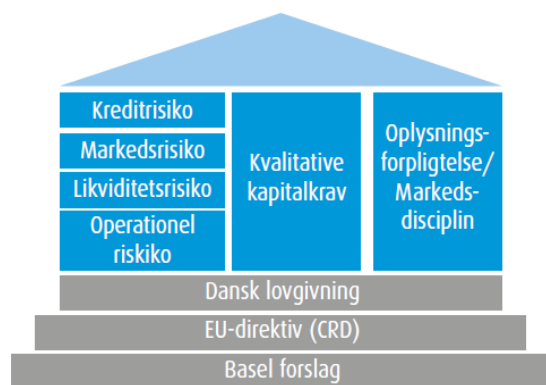 Kreditrisiko
Markedsrisiko
Likviditetsrisiko
Operationel
riskiko
Kvalitative
kapitalkrav
Oplysnings-
forpligtelse/
Markeds-
disciplin
Dansk lovgivning
EU-direktiv (CRD)
Basel forslag